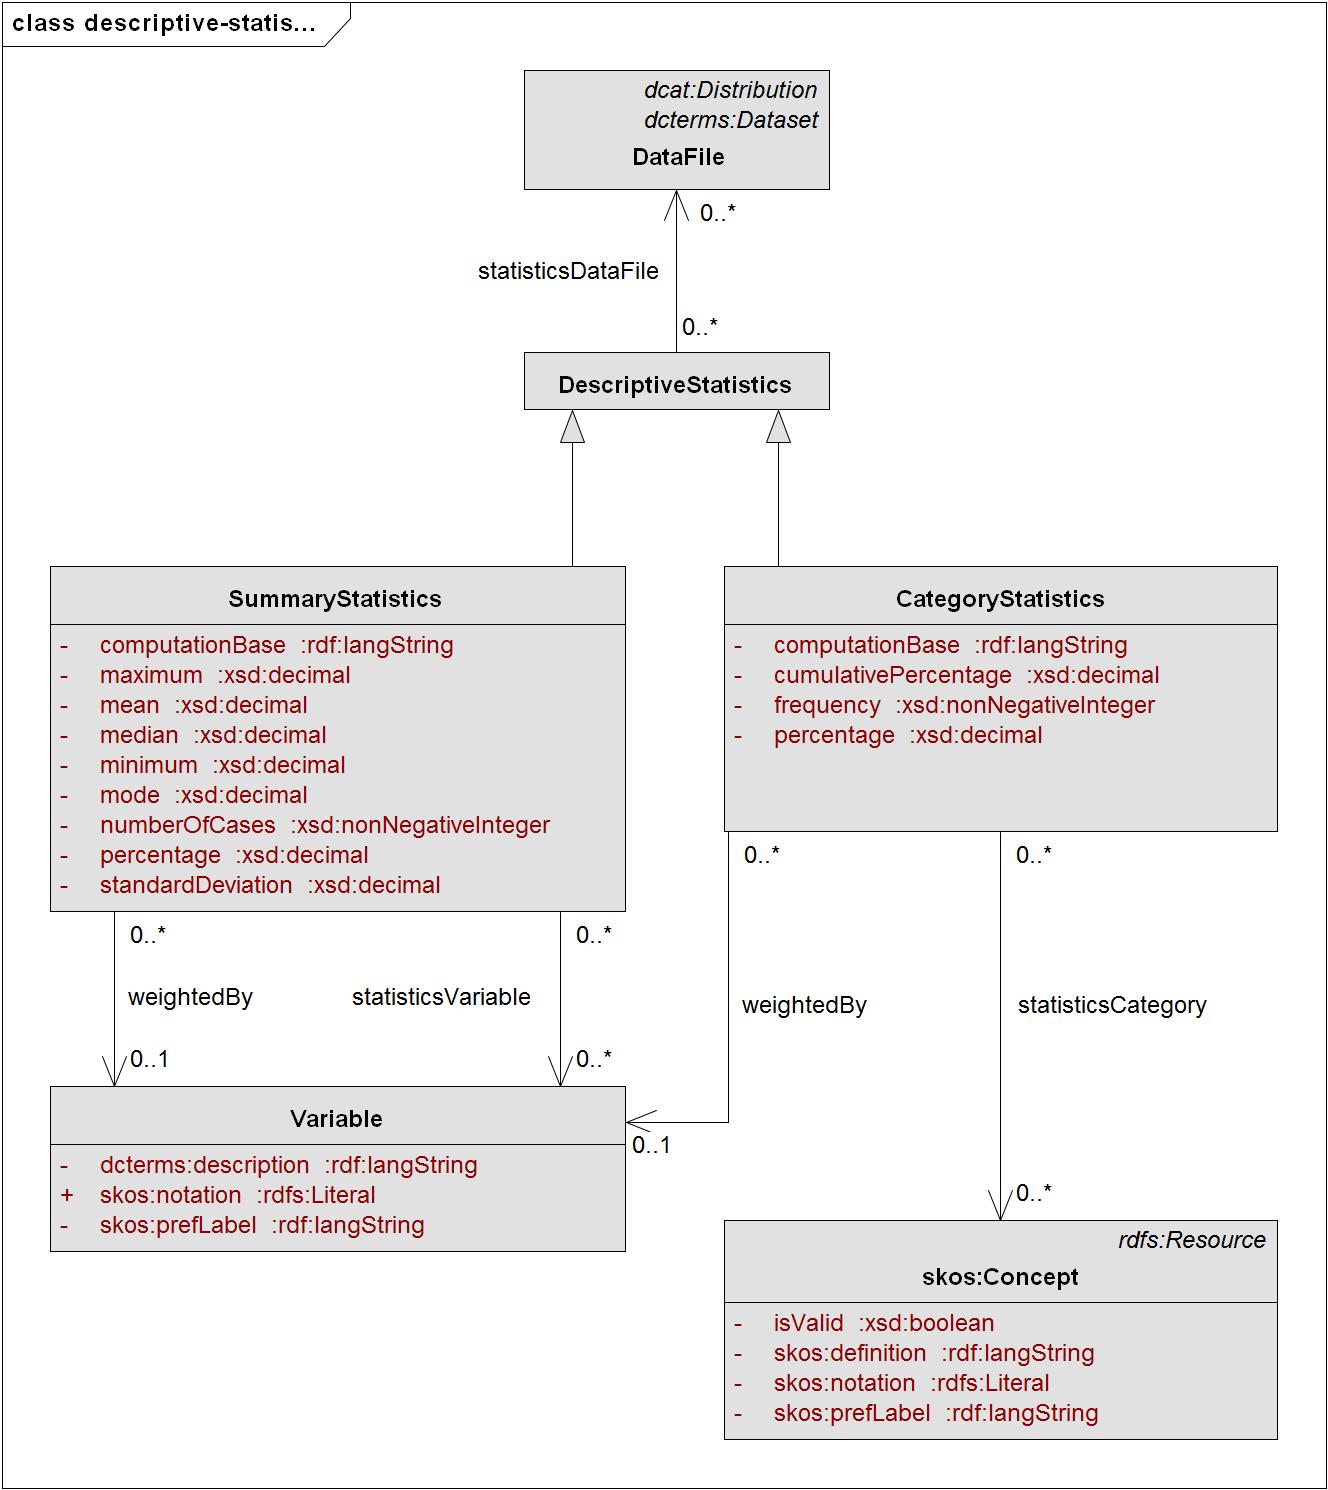 class descriptive-statis...
dcat:Distribution
dcterms:Dataset
DataFile
0..*
statisticsDataFile
0..*
DescriptiveStatistics
SummaryStatistics
- computationBase :rdf:langString
- maximum :xsd:decimal
- mean :xsd:decimal
- median :xsd:decimal
- minimum :xsd:decimal
- mode :xsd:decimal
- numberOfCases :xsd:nonNegativeInteger
- percentage :xsd:decimal
- standardDeviation :xsd:decimal
CategoryStatistics
- computationBase :rdf:langString
- cumulativePercentage :xsd:decimal
- frequency :xsd:nonNegativeInteger
- percentage :xsd:decimal
0..*
0..*
0..*
0..*
weightedBy
statisticsVariable
weightedBy
statisticsCategory
0..1
0..*
0..1
0..*
Variable
- dcterms:description :rdf:langString
+ skos:notation :rdfs:Literal
- skos:prefLabel :rdf:langString
rdfs:Resource
skos:Concept
- isValid :xsd:boolean
- skos:definition :rdf:langString
- skos:notation :rdfs:Literal
- skos:prefLabel :rdf:langString